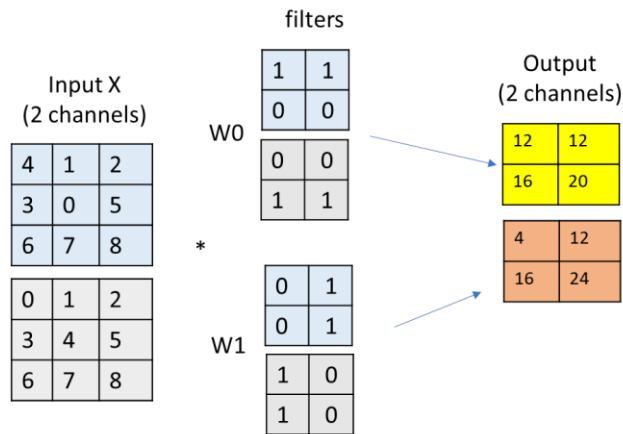 filters
Input X
(2 channels)
4 1 2
3 0 5
6 7 8
0 1 2
3 4 5
6 7 8
*
W0
1 1
0 0
0 0
1 1
W1
0 1
0 1
1 0
1 0
Output
(2 channels)
12 12
16 20
4 12
16 24